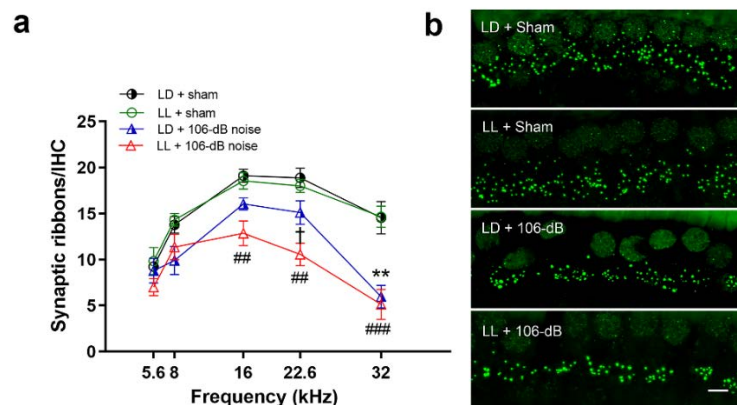 a
LD + sham
LL + sham
LD + 106-dB noise
LL + 106-dB noise
25
20
15
10
5
0
Synaptic ribbons/IHC
†
##
##
**
###
5.6 8 16 22.6 32
Frequency (kHz)
b
LD + Sham
LL + Sham
LD + 106-dB
LL + 106-dB